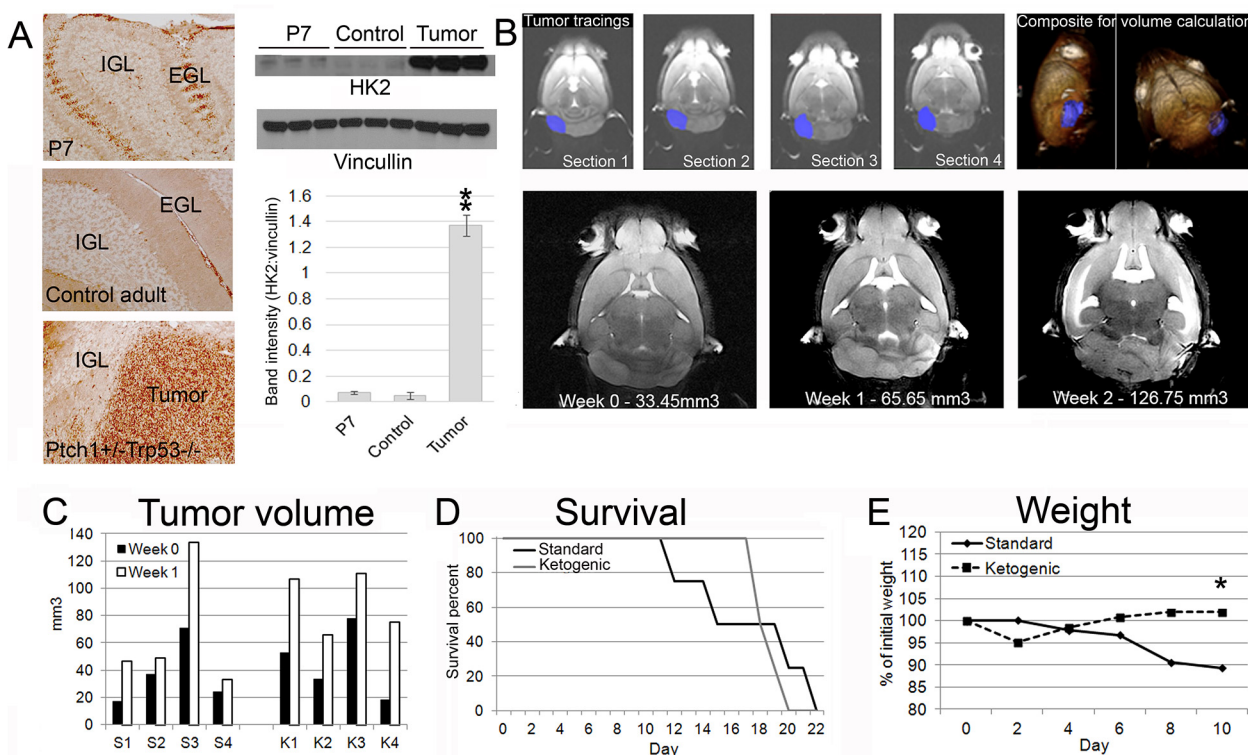 A
IGL
EGL
P7
EGL
IGL
Control adult
IGL
Tumor
Ptch1+/-Trp53-/-
P7 Control Tumor
HK2
Vincullin
Band intensity (HK2:vincullin)
1.6
1.4
1.2
1
0.8
0.6
0.4
0.2
0
**
P7
Control
Tumor
B
Tumor tracings
Section 1
Section 2
Section 3
Section 4
Composite for volume calculation
Week 0 - 33.45mm3
Week 1 - 65.65 mm3
Week 2 - 126.75 mm3
C
Tumor volume
mm3
140
120
100
80
60
40
20
0
Week 0
Week 1
S1 S2 S3 S4 K1 K2 K3 K4
D
Survival
Survival percent
100
80
60
40
20
0
Standard
Ketogenic
0 2 4 6 8 10 12 14 16 18 20 22
Day
E
Weight
% of initial weight
120
115
110
105
100
95
90
85
80
Standard
Ketogenic
*
0 2 4 6 8 10
Day